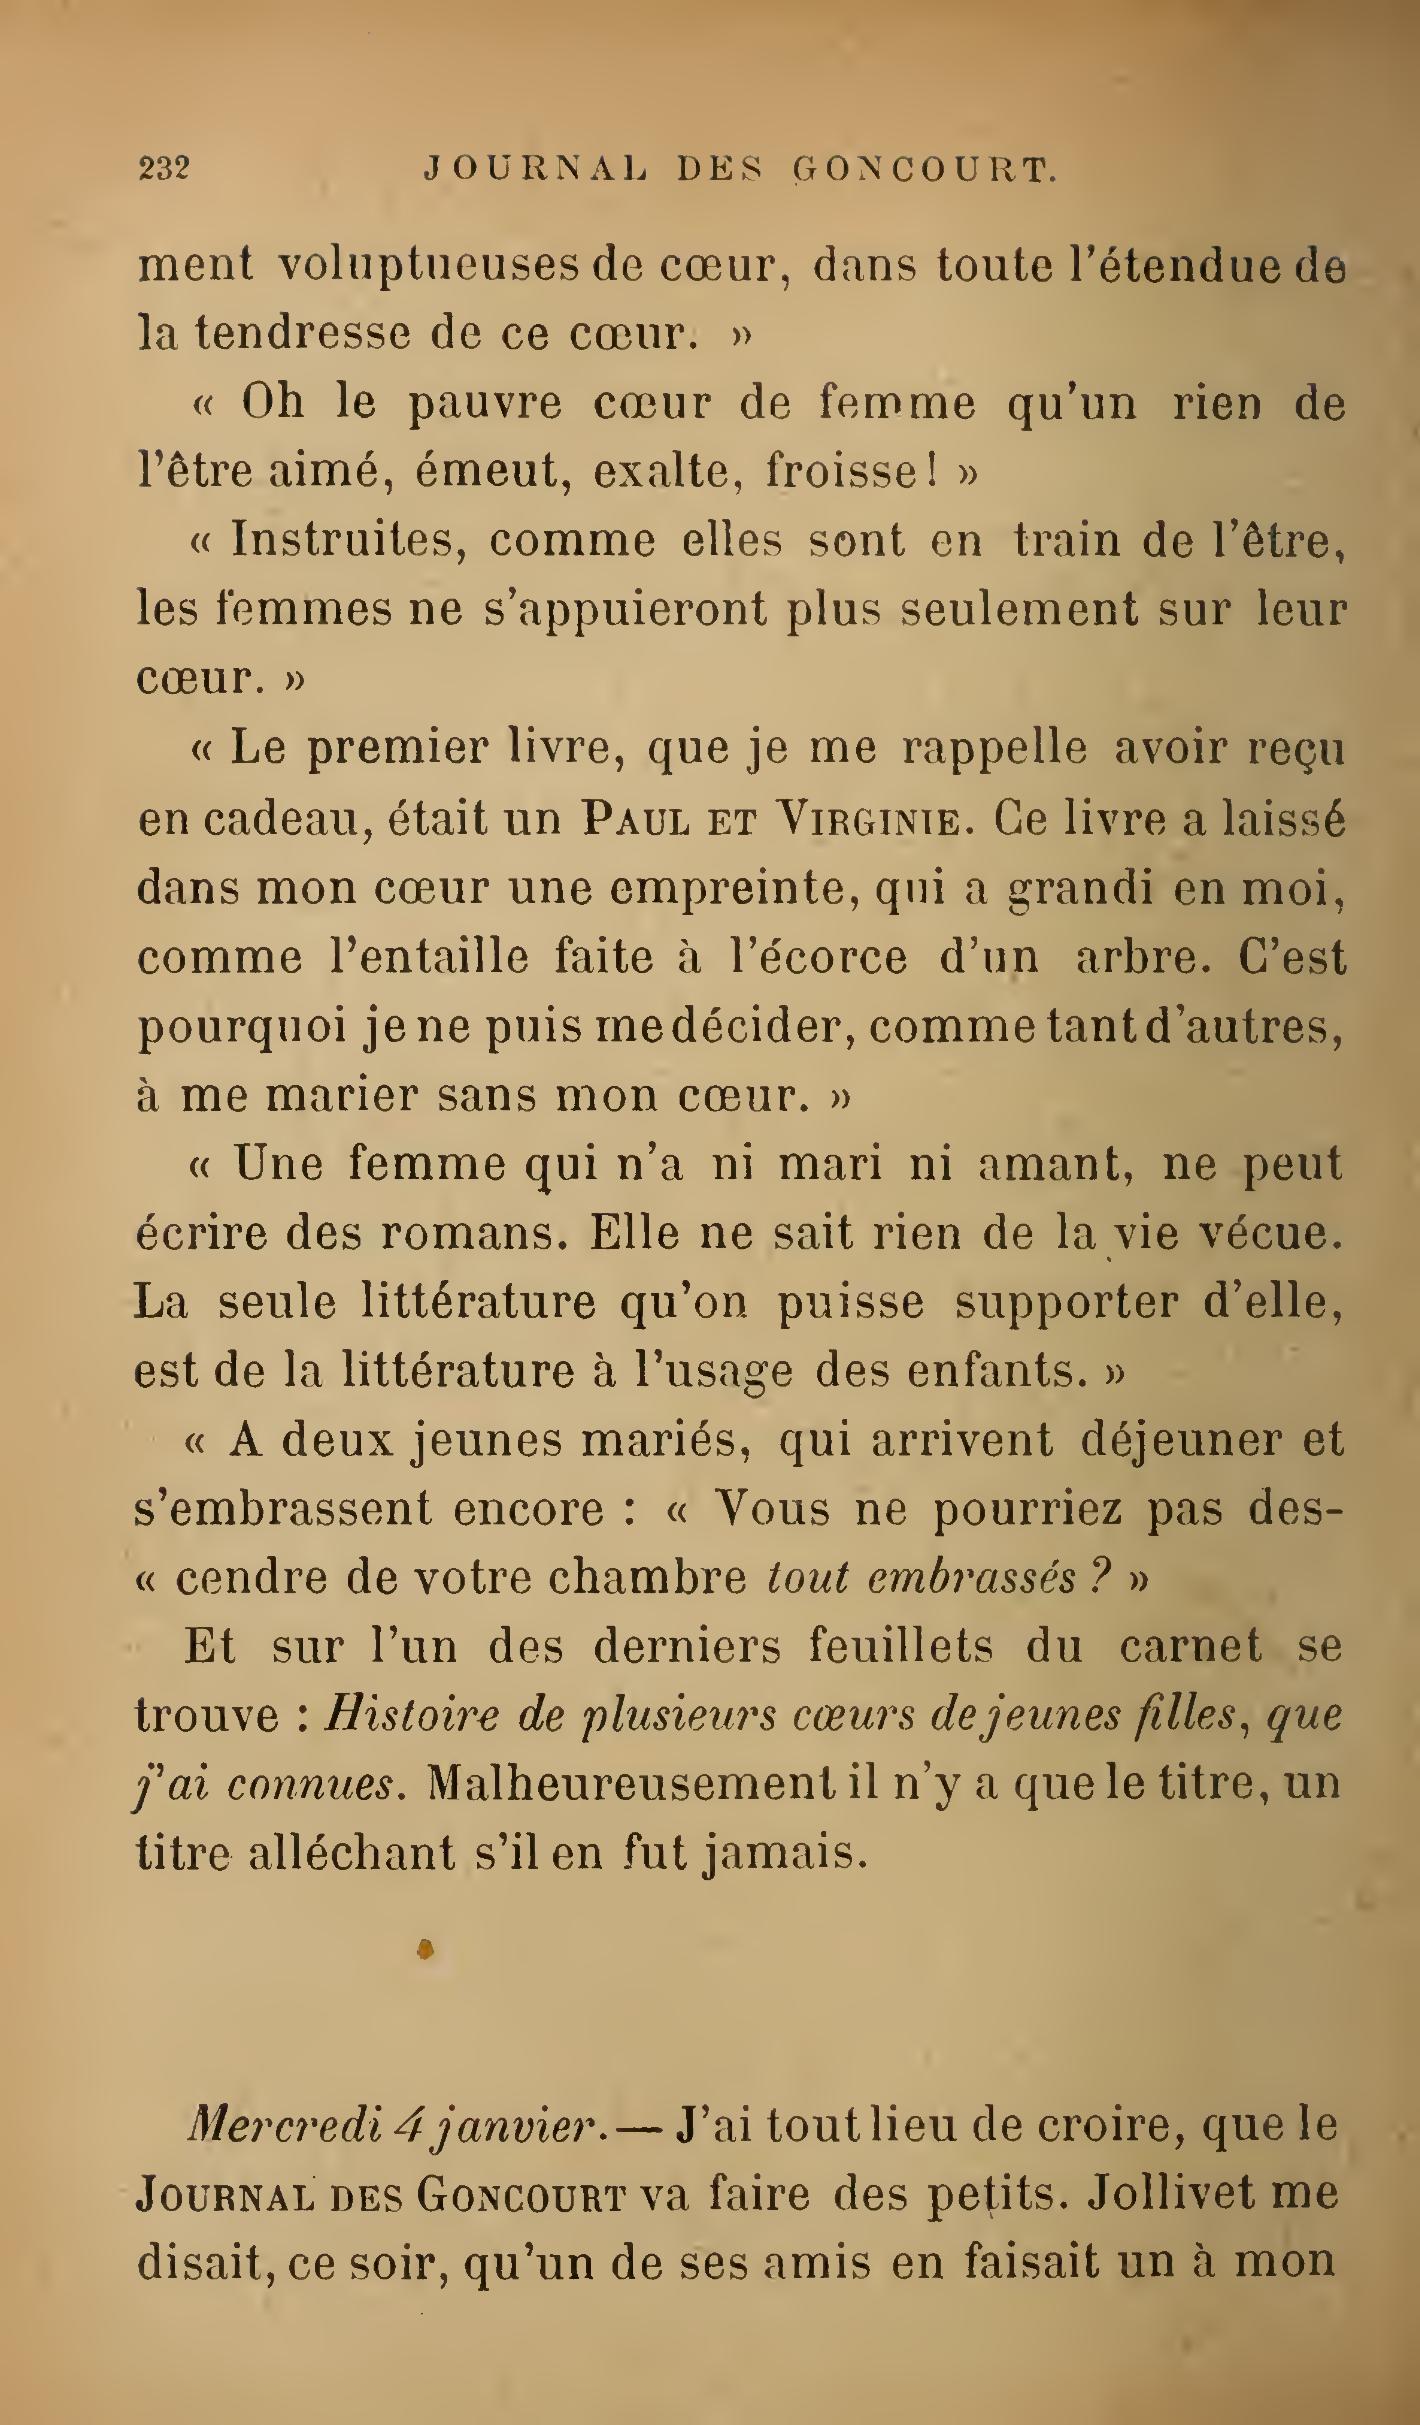 232 JOURNAL DES GONCOURT.
ment voluptueuses de cœur, dans toute l'étendue de
la tendresse de ce cœur. »
« Oh le pauvre cœur de femme qu'un rien de
l'être aimé, émeut, exalte, froisse! »
« Instruites, comme elles sont en train de l'être,
les femmes ne s'appuieront plus seulement sur leur
cœur. »
« Le premier livre, que je me rappelle avoir reçu
en cadeau, était un PAUL ET VIRGINIE. Ce livre a laissé
dans mon cœur une empreinte, qui a grandi en moi,
comme l'entaille faite à l'écorce d'un arbre. C'est
pourquoi je ne puis me décider, comme tant d'autres,
à me marier sans mon cœur. »
« Une femme qui n'a ni mari ni amant, ne peut
écrire des romans. Elle ne sait rien de la vie vécue.
La seule littérature qu'on puisse supporter d'elle,
est de la littérature à l'usage des enfants. »
« A deux jeunes mariés, qui arrivent déjeuner et
s'embrassent encore : « Vous ne pourriez pas des-
« cendre de votre chambre tout embrassés ? »
Et sur l'un des derniers feuillets du carnet se
trouve : Histoire de plusieurs cœurs de jeunes filles, que
j'ai connues. Malheureusement il n'y a que le titre, un
titre alléchant s'il en fut jamais.
Mercredi 4 janvier. — J'ai tout lieu de croire, que le
JOURNAL DES GONCOURT va faire des petits. Jollivet me
disait, ce soir, qu'un de ses amis en faisait un à mon